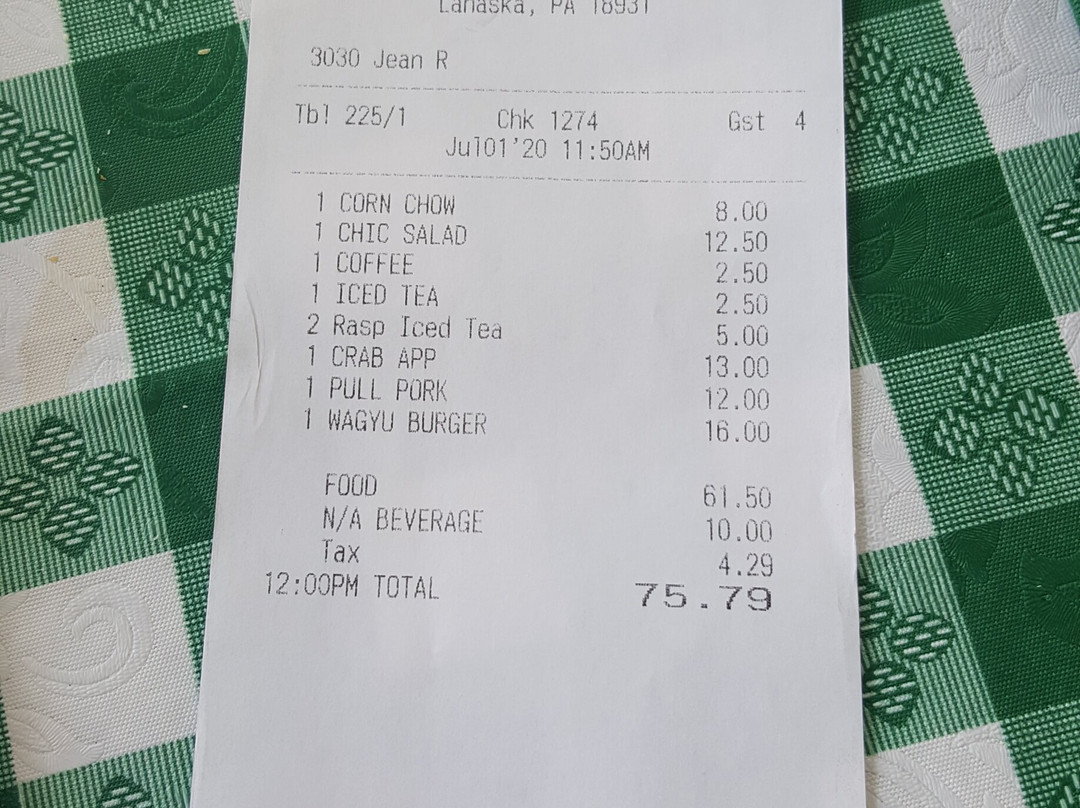 Lahaska, PA 18931
3030 Jean R
Tbl 225/1 Chk 1274 Gst 4
Jul01'20 11:50AM
1 CORN CHOW 8.00
1 CHIC SALAD 12.50
1 COFFEE 2.50
1 ICED TEA 2.50
2 Rasp Iced Tea 5.00
1 CRAB APP 13.00
1 PULL PORK 12.00
1 WAGYU BURGER 16.00
FOOD 61.50
N/A BEVERAGE 10.00
Tax 4.29
12:00PM TOTAL 75.79